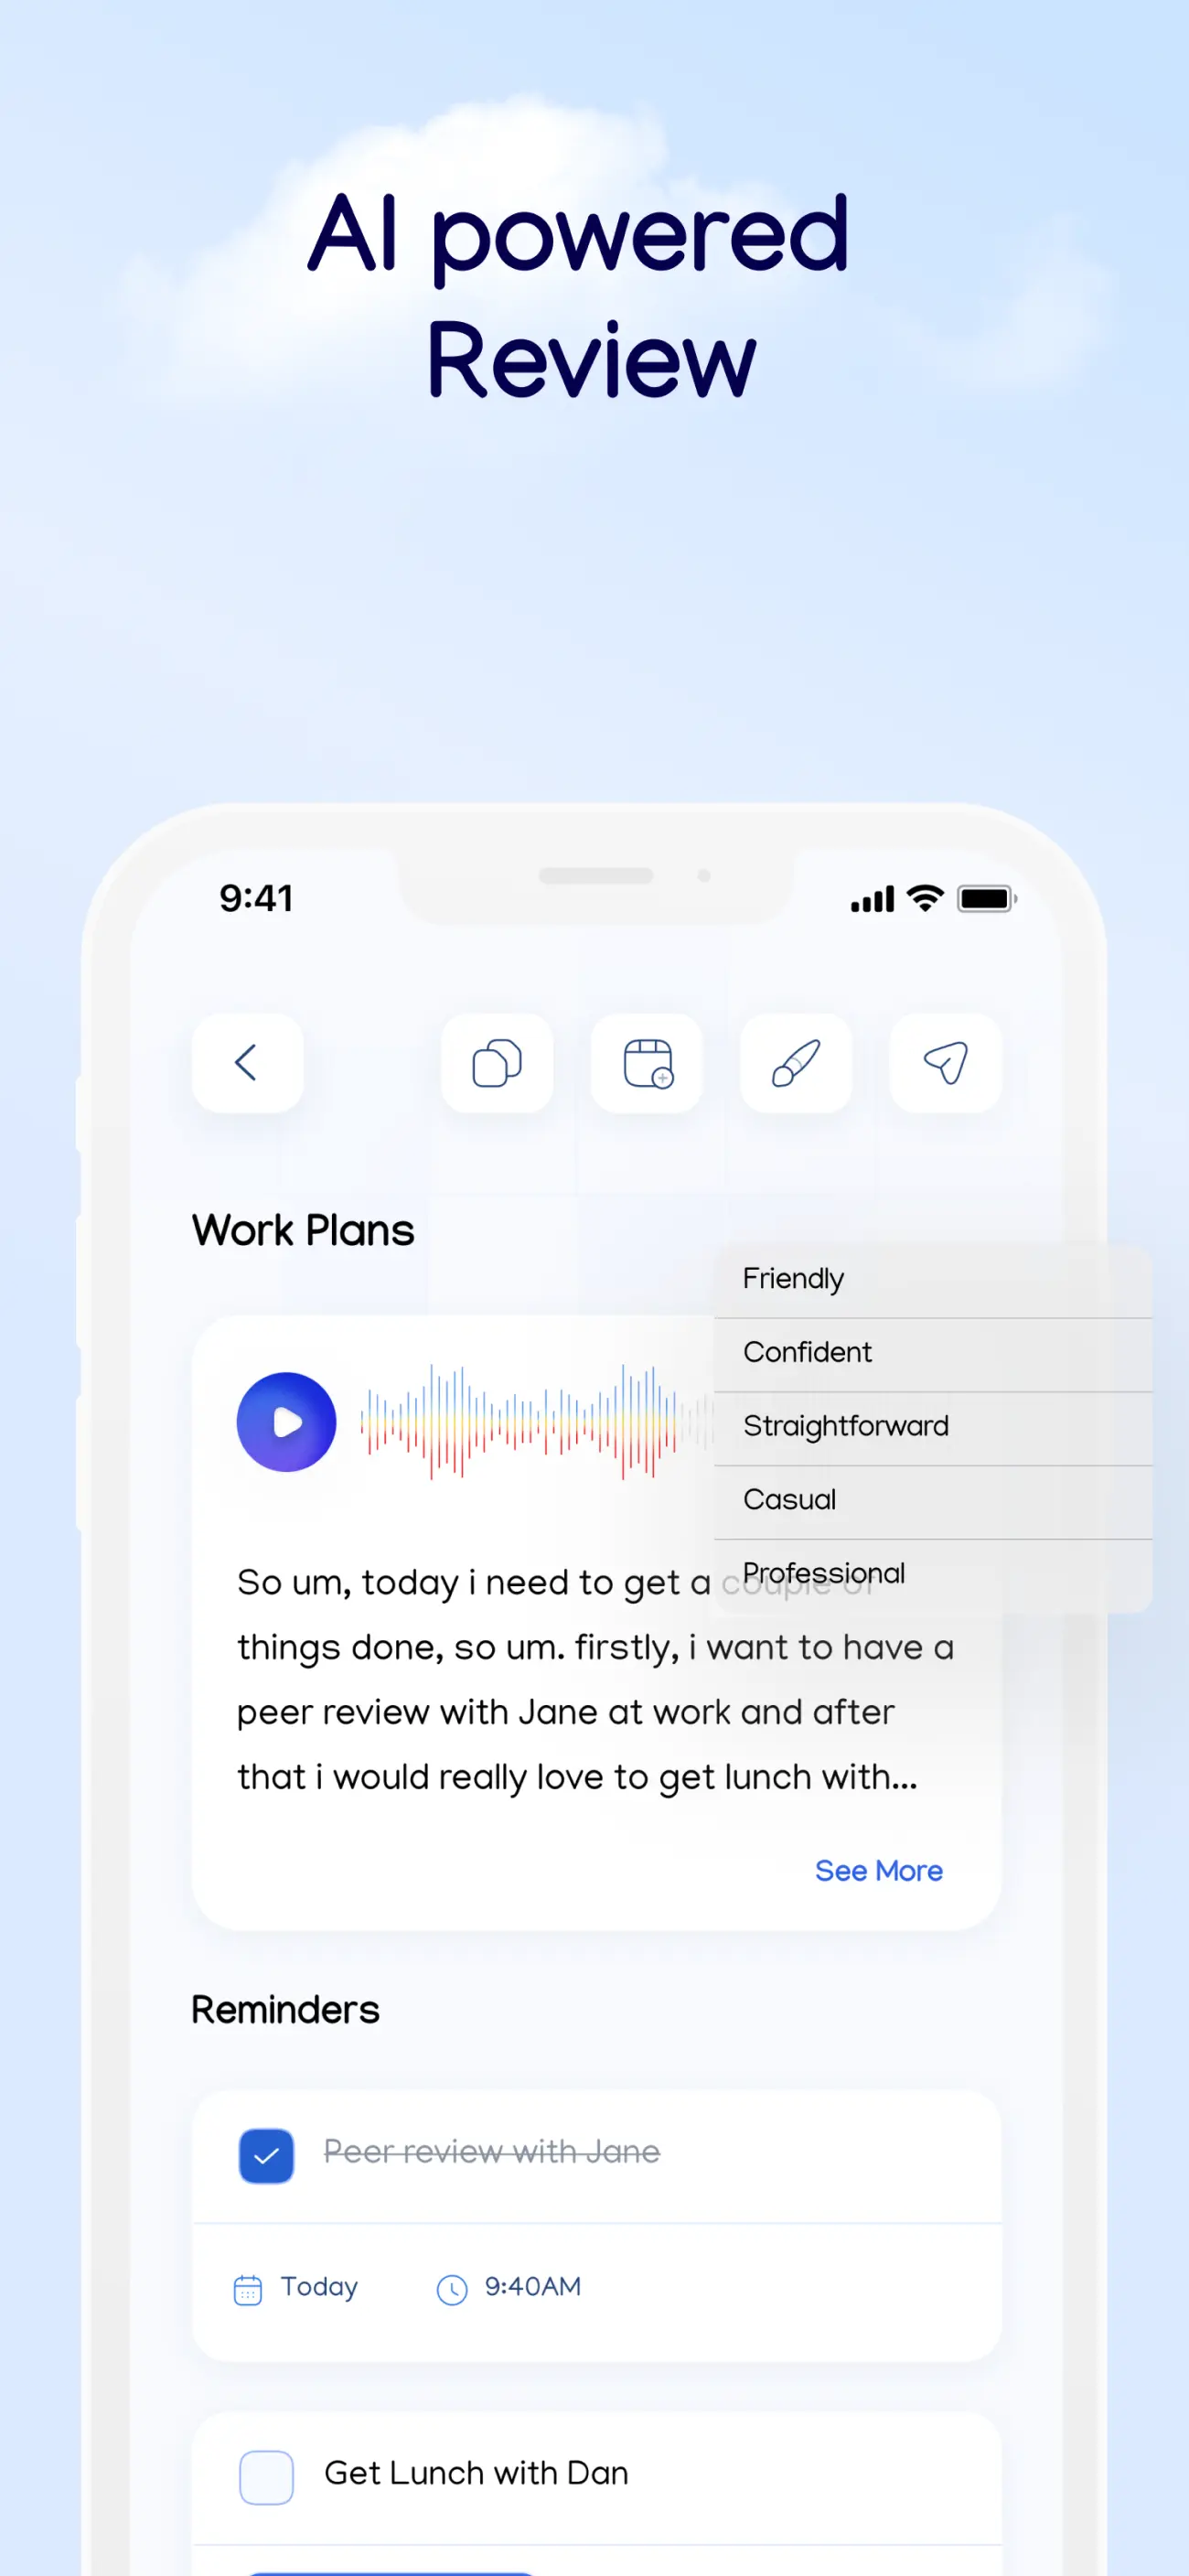 AI powered
Review
9:41
Work Plans
Friendly
Confident
Straightforward
Casual
Professional
So um, today i need to get a couple of
things done, so um. firstly, i want to have a
peer review with Jane at work and after
that i would really love to get lunch with...
See More
Reminders
Peer review with Jane
Today 9:40AM
Get Lunch with Dan